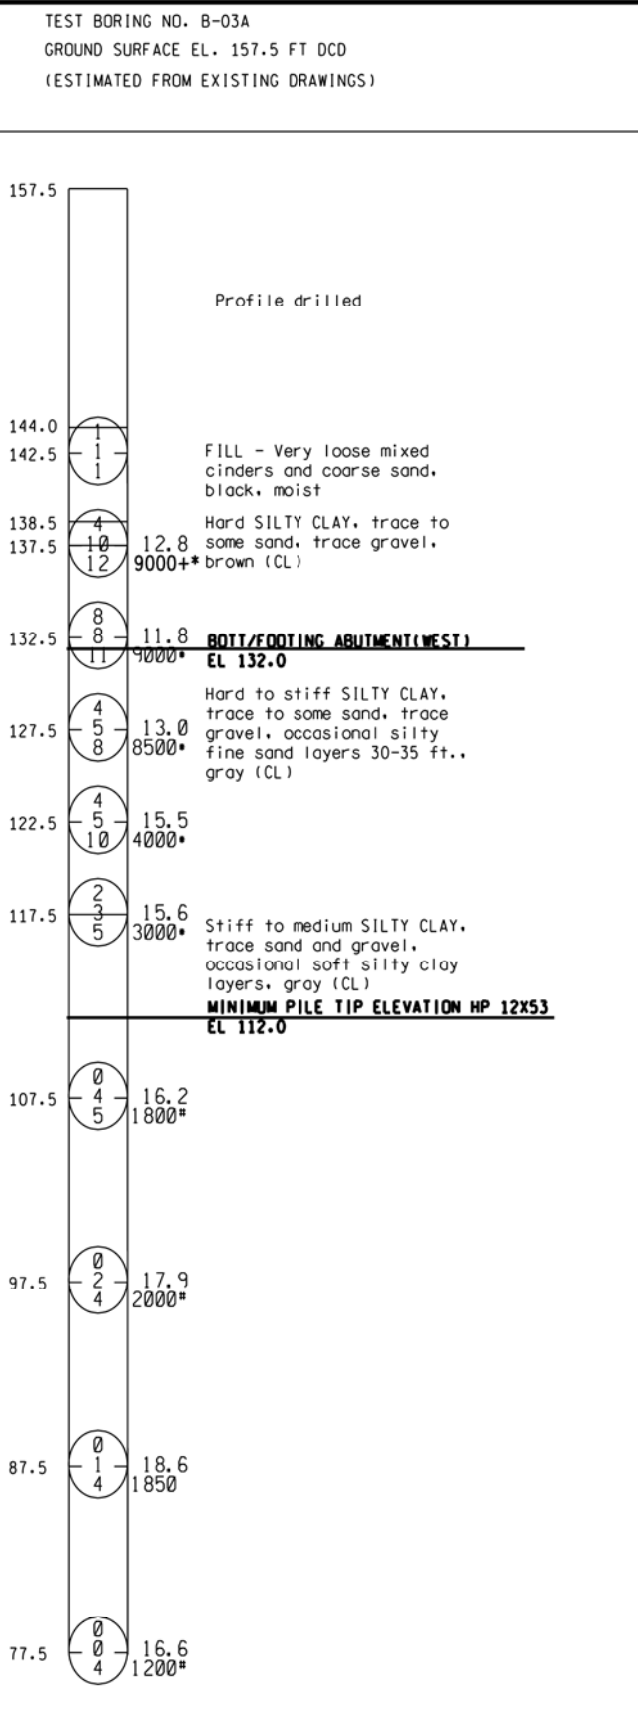 TEST BORING NO. B-03A
GROUND SURFACE EL. 157.5 FT DCD
(ESTIMATED FROM EXISTING DRAWINGS)
157.5
Profile drilled
144.0
1
142.5
1
1
FILL - Very loose mixed
cinders and coarse sand,
black, moist
138.5
4
137.5
10
12.8
12
9000+*
Hard SILTY CLAY, trace to
some sand, trace gravel,
brown (CL)
8
132.5
8
11.8
11
9000*
BOTT/FOOTING ABUTMENT(WEST)
EL 132.0
4
127.5
5
13.0
8
8500*
Hard to stiff SILTY CLAY,
trace to some sand, trace
gravel, occasional silty
fine sand layers 30-35 ft.,
gray (CL)
4
122.5
5
15.5
10
4000*
2
117.5
3
15.6
5
3000*
Stiff to medium SILTY CLAY,
trace sand and gravel,
occasional soft silty clay
layers, gray (CL)
MINIMUM PILE TIP ELEVATION HP 12X53
EL 112.0
0
107.5
4
16.2
5
1800#
0
97.5
2
17.9
4
2000#
0
87.5
1
18.6
4
1850
0
77.5
0
16.6
4
1200#